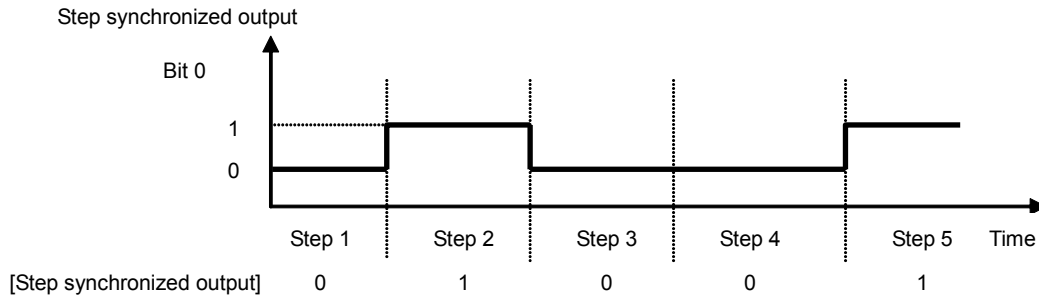 Step synchronized output
Bit 0
1
0
Step 1 Step 2 Step 3 Step 4 Step 5 Time
[Step synchronized output] 0 1 0 0 1